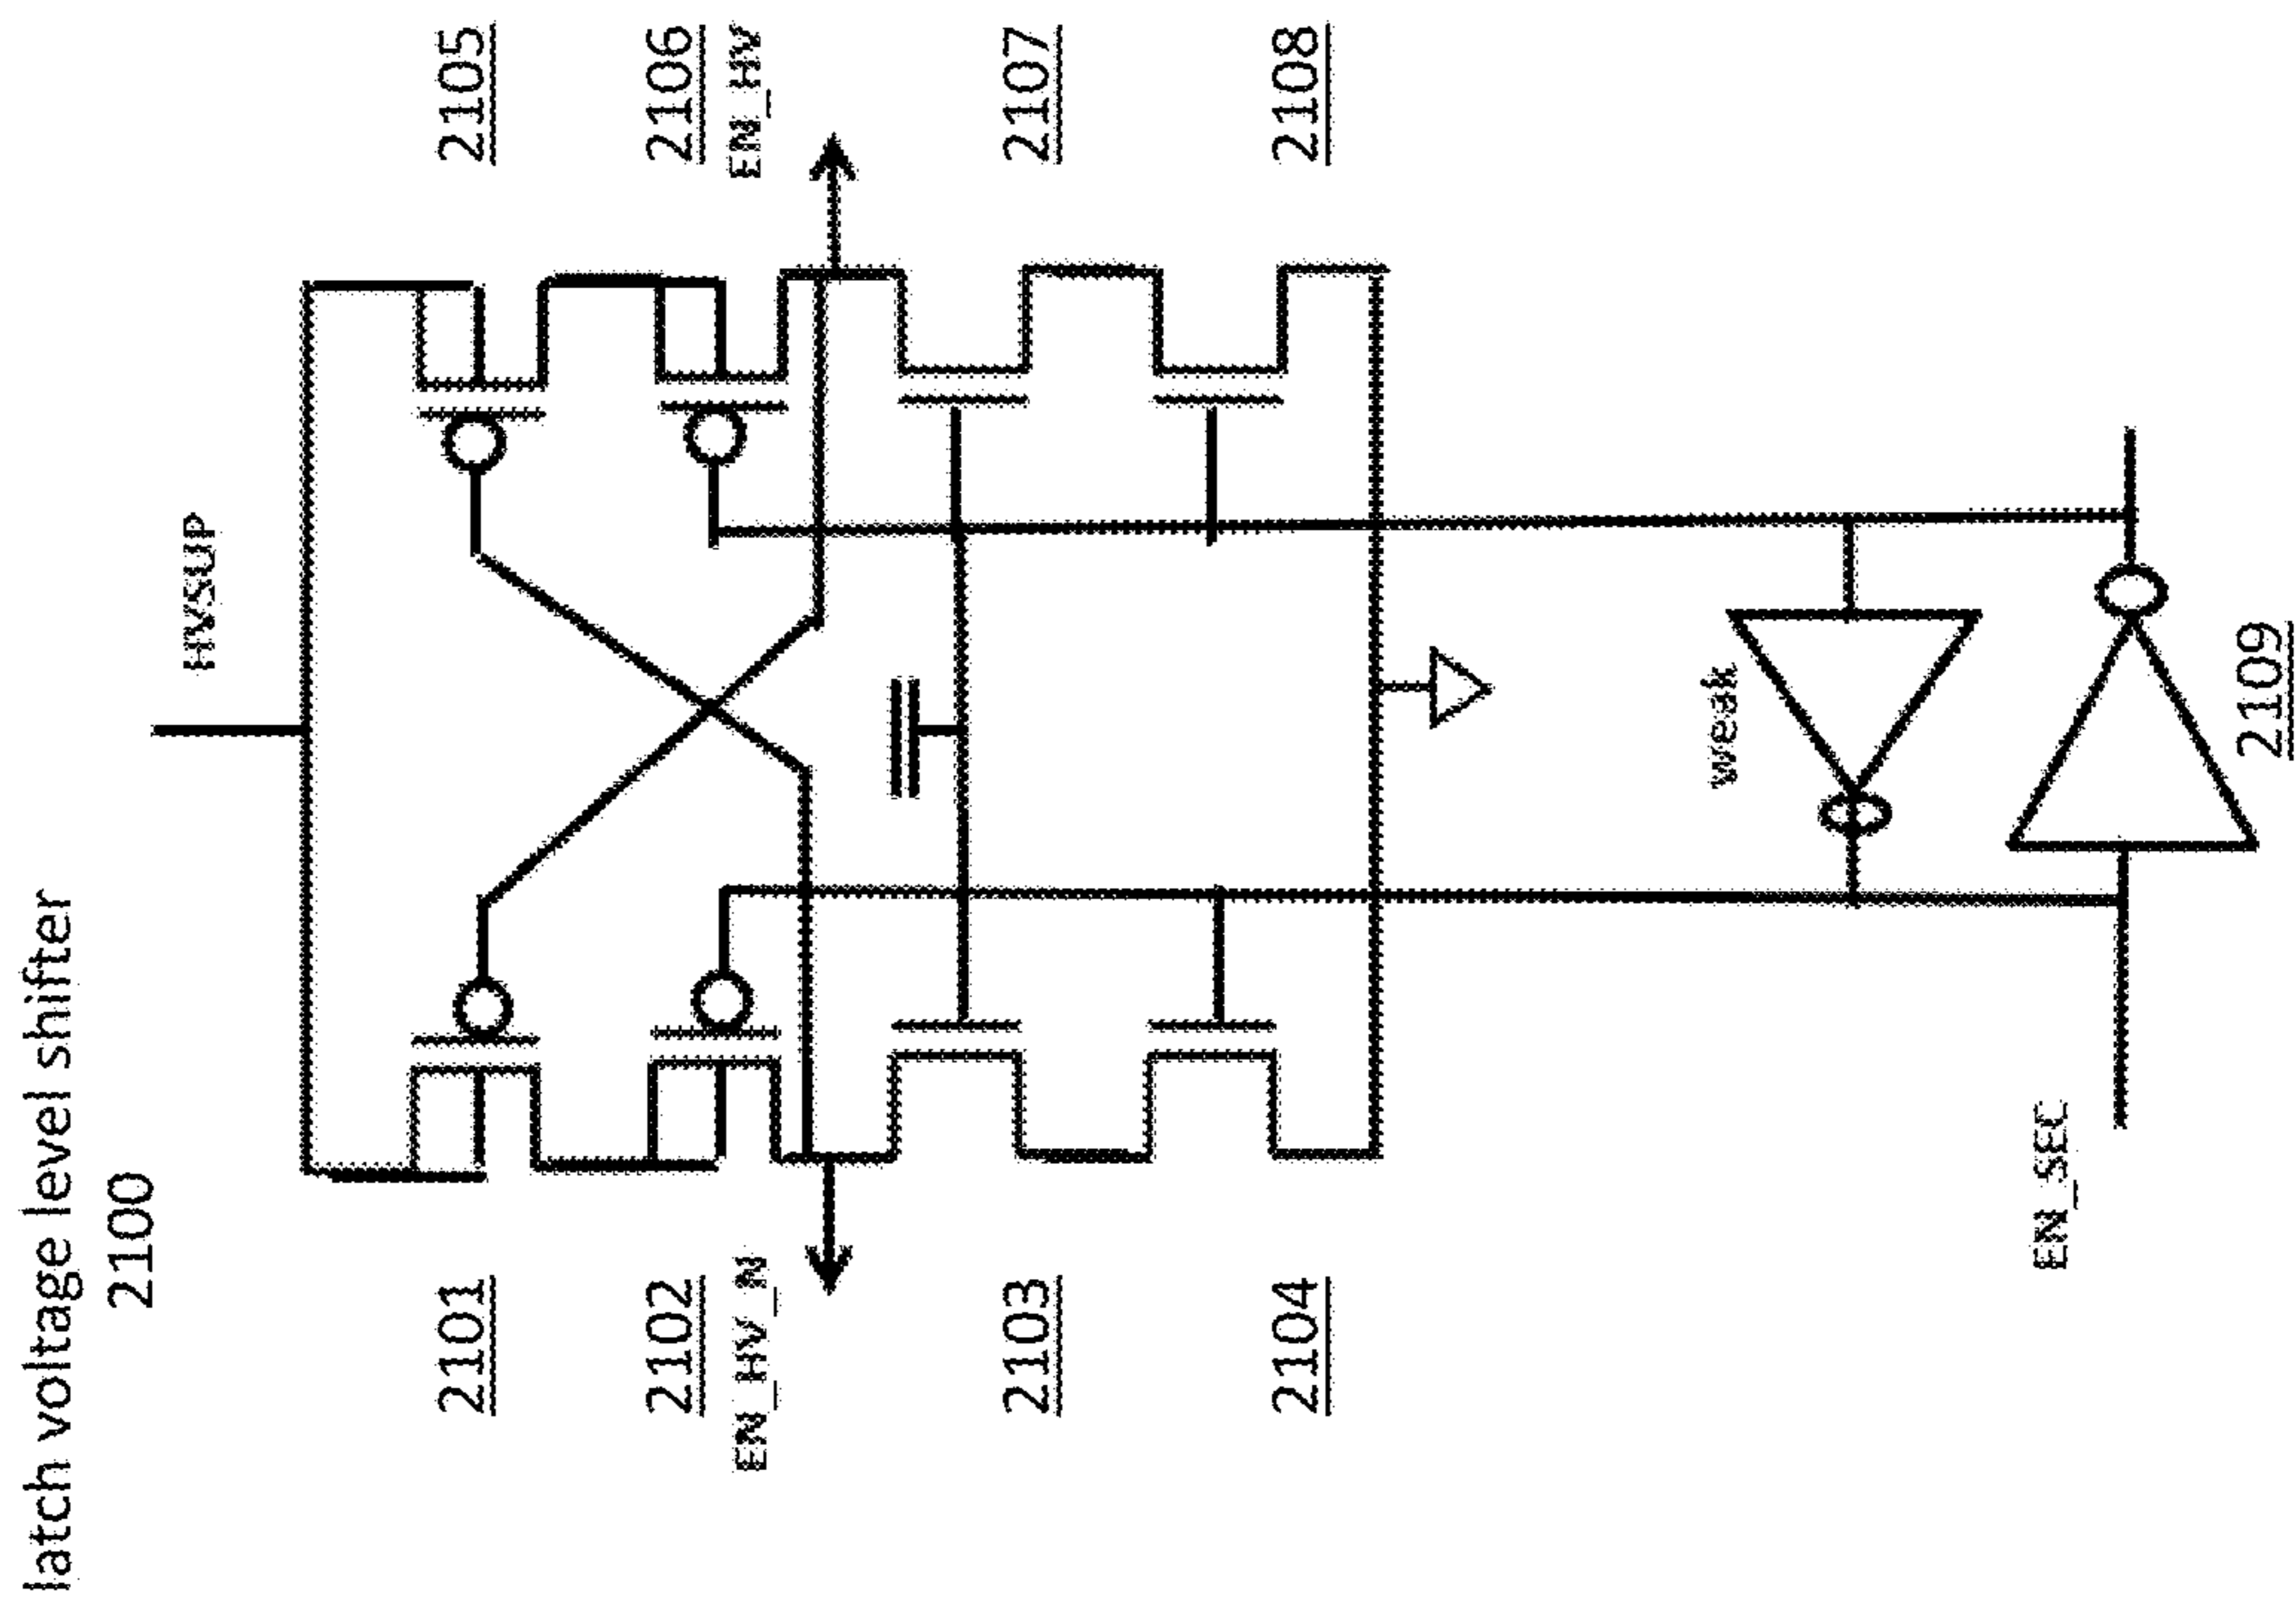 latch voltage level shifter
2100
HVSUP
2101
2105
2102
2106
EN_HV_N
EN_HV
2103
2107
2104
2108
weak
EN_SEC
2109